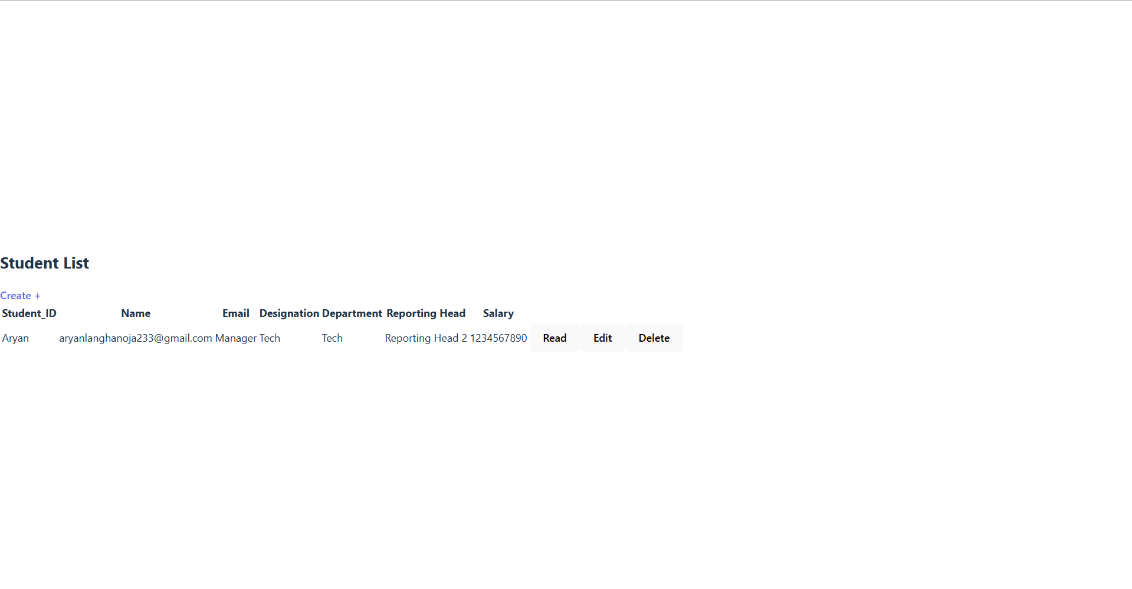 Student List
Create +
Student_ID Name Email Designation Department Reporting Head Salary
Aryan aryanlanghanoja233@gmail.com Manager Tech Tech Reporting Head 2 1234567890 Read Edit Delete